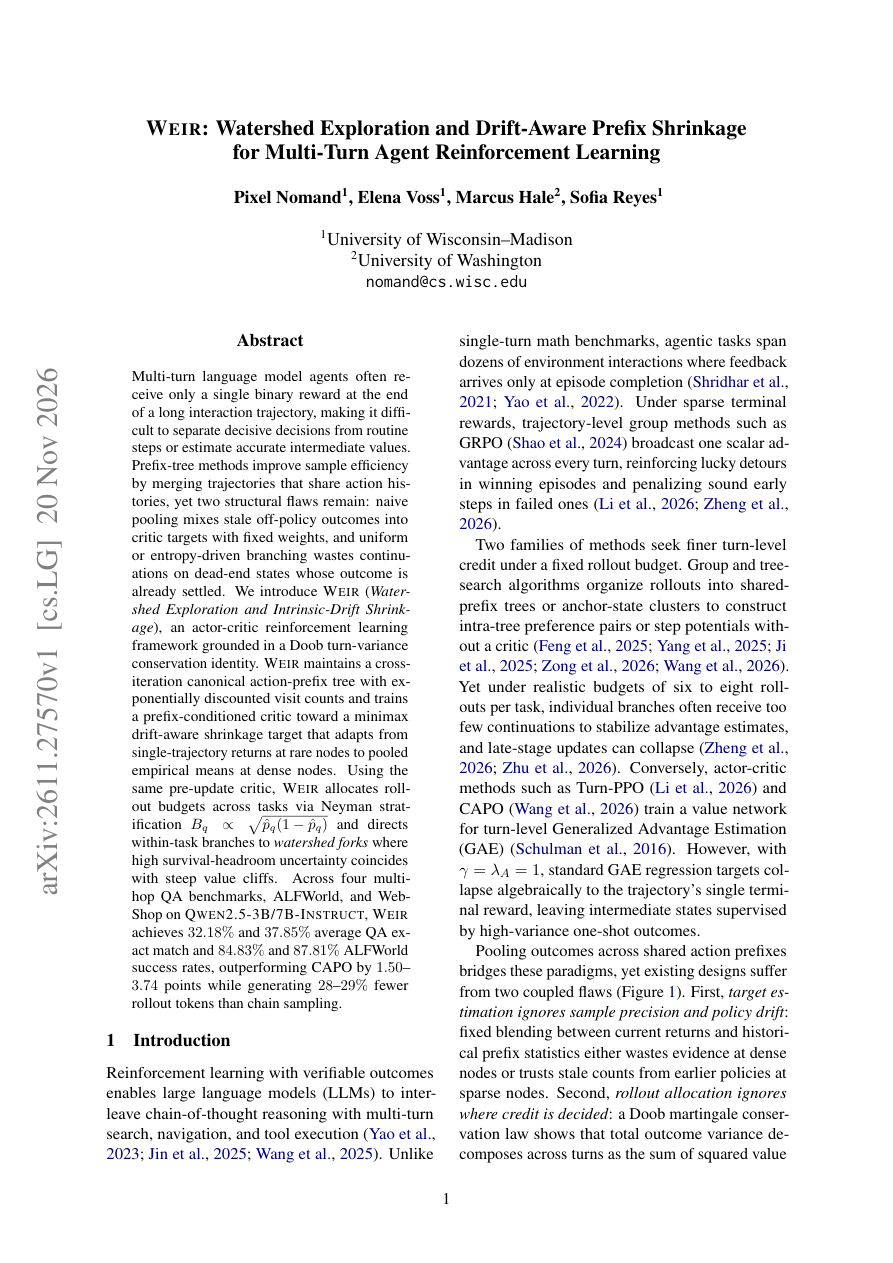 WEIR: Watershed Exploration and Drift-Aware Prefix Shrinkage
for Multi-Turn Agent Reinforcement Learning
Pixel Nomand¹, Elena Voss¹, Marcus Hale², Sofia Reyes¹
¹University of Wisconsin–Madison
²University of Washington
nomand@cs.wisc.edu
arXiv:2611.27570v1 [cs.LG] 20 Nov 2026
Abstract
Multi-turn language model agents often re-
ceive only a single binary reward at the end
of a long interaction trajectory, making it diffi-
cult to separate decisive decisions from routine
steps or estimate accurate intermediate values.
Prefix-tree methods improve sample efficiency
by merging trajectories that share action his-
tories, yet two structural flaws remain: naive
pooling mixes stale off-policy outcomes into
critic targets with fixed weights, and uniform
or entropy-driven branching wastes continu-
ations on dead-end states whose outcome is
already settled. We introduce WEIR (Water-
shed Exploration and Intrinsic-Drift Shrink-
age), an actor-critic reinforcement learning
framework grounded in a Doob turn-variance
conservation identity. WEIR maintains a cross-
iteration canonical action-prefix tree with ex-
ponentially discounted visit counts and trains
a prefix-conditioned critic toward a minimax
drift-aware shrinkage target that adapts from
single-trajectory returns at rare nodes to pooled
empirical means at dense nodes. Using the
same pre-update critic, WEIR allocates roll-
out budgets across tasks via Neyman strat-
ification B_q ∝ √(p̂_q(1 − p̂_q)) and directs
within-task branches to watershed forks where
high survival-headroom uncertainty coincides
with steep value cliffs. Across four multi-
hop QA benchmarks, ALFWorld, and Web-
Shop on QWEN2.5-3B/7B-INSTRUCT, WEIR
achieves 32.18% and 37.85% average QA ex-
act match and 84.83% and 87.81% ALFWorld
success rates, outperforming CAPO by 1.50–
3.74 points while generating 28–29% fewer
rollout tokens than chain sampling.
1 Introduction
Reinforcement learning with verifiable outcomes
enables large language models (LLMs) to inter-
leave chain-of-thought reasoning with multi-turn
search, navigation, and tool execution (Yao et al.,
2023; Jin et al., 2025; Wang et al., 2025). Unlike
single-turn math benchmarks, agentic tasks span
dozens of environment interactions where feedback
arrives only at episode completion (Shridhar et al.,
2021; Yao et al., 2022). Under sparse terminal
rewards, trajectory-level group methods such as
GRPO (Shao et al., 2024) broadcast one scalar ad-
vantage across every turn, reinforcing lucky detours
in winning episodes and penalizing sound early
steps in failed ones (Li et al., 2026; Zheng et al.,
2026).
Two families of methods seek finer turn-level
credit under a fixed rollout budget. Group and tree-
search algorithms organize rollouts into shared-
prefix trees or anchor-state clusters to construct
intra-tree preference pairs or step potentials with-
out a critic (Feng et al., 2025; Yang et al., 2025; Ji
et al., 2025; Zong et al., 2026; Wang et al., 2026).
Yet under realistic budgets of six to eight roll-
outs per task, individual branches often receive too
few continuations to stabilize advantage estimates,
and late-stage updates can collapse (Zheng et al.,
2026; Zhu et al., 2026). Conversely, actor-critic
methods such as Turn-PPO (Li et al., 2026) and
CAPO (Wang et al., 2026) train a value network
for turn-level Generalized Advantage Estimation
(GAE) (Schulman et al., 2016). However, with
γ = λ_A = 1, standard GAE regression targets col-
lapse algebraically to the trajectory's single termi-
nal reward, leaving intermediate states supervised
by high-variance one-shot outcomes.
Pooling outcomes across shared action prefixes
bridges these paradigms, yet existing designs suffer
from two coupled flaws (Figure 1). First, target es-
timation ignores sample precision and policy drift:
fixed blending between current returns and histori-
cal prefix statistics either wastes evidence at dense
nodes or trusts stale counts from earlier policies at
sparse nodes. Second, rollout allocation ignores
where credit is decided: a Doob martingale conser-
vation law shows that total outcome variance de-
composes across turns as the sum of squared value
1